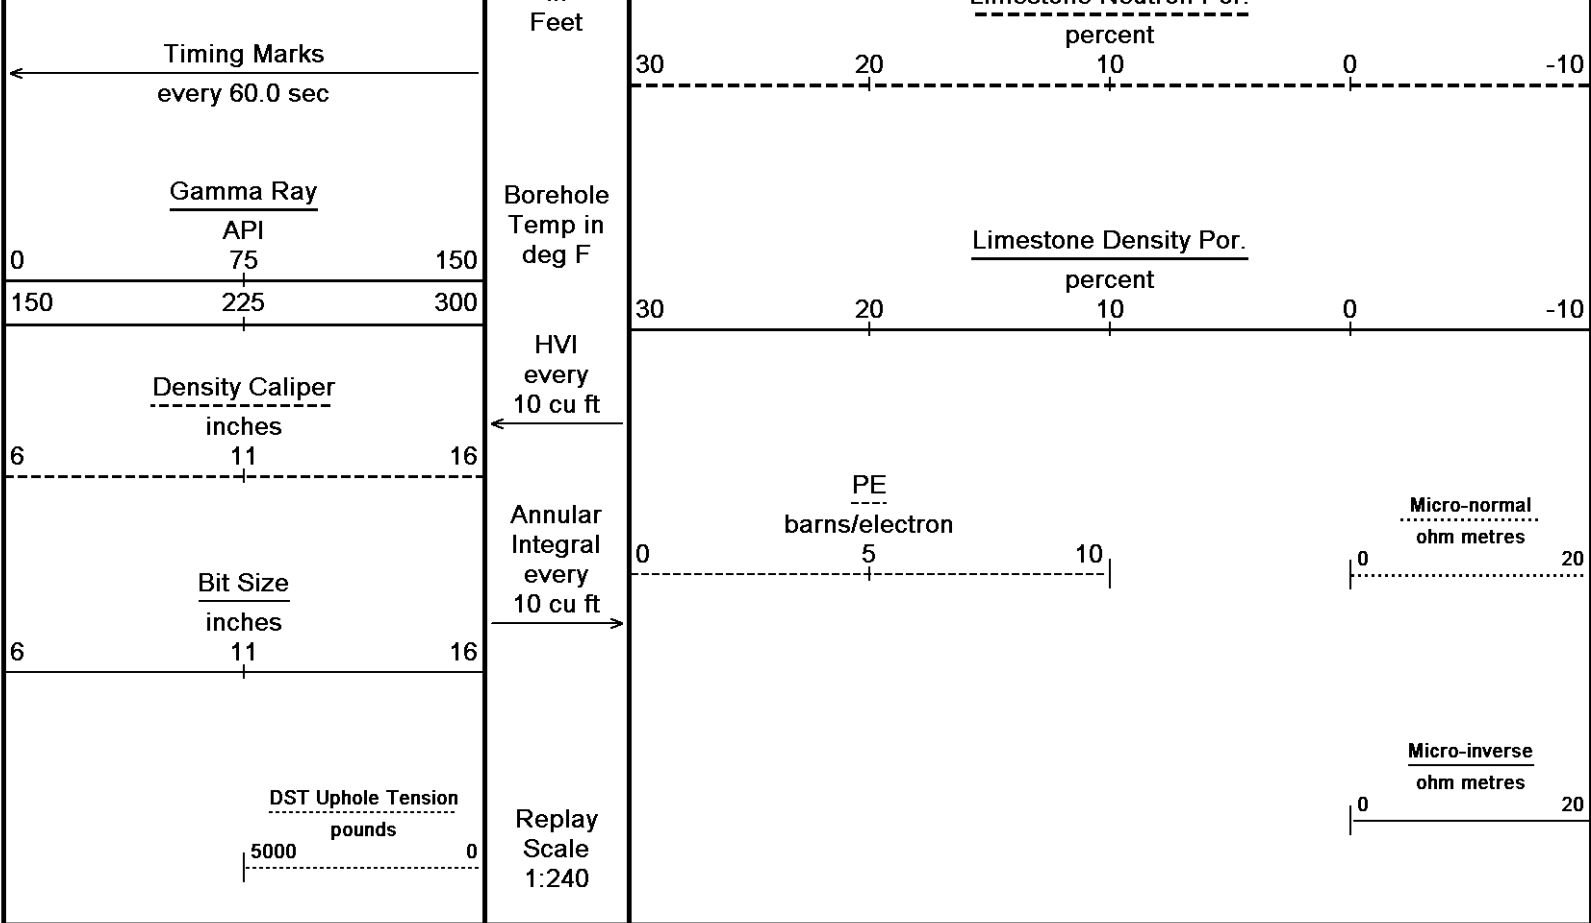 Timing Marks
every 60.0 sec
Gamma Ray
API
0 75 150
150 225 300
Density Caliper
inches
6 11 16
Bit Size
inches
6 11 16
DST Uphole Tension
pounds
5000 0
in
Feet
Borehole
Temp in
deg F
HVI
every
10 cu ft
Annular
Integral
every
10 cu ft
Replay
Scale
1:240
Limestone Neutron Por.
percent
30 20 10 0 -10
Limestone Density Por.
percent
30 20 10 0 -10
PE
barns/electron
0 5 10
Micro-normal
ohm metres
0 20
Micro-inverse
ohm metres
0 20